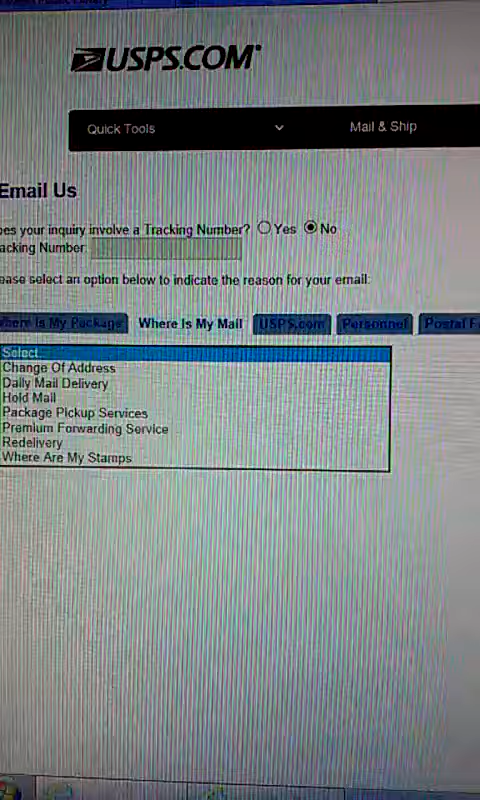 USPS.COM
Quick Tools Mail & Ship
Email Us
es your inquiry involve a Tracking Number? Yes No
acking Number:
ease select an option below to indicate the reason for your email:
Where Is My Package Where Is My Mail USPS.com Personnel Postal F
Select...
Change Of Address
Daily Mail Delivery
Hold Mail
Package Pickup Services
Premium Forwarding Service
Redelivery
Where Are My Stamps